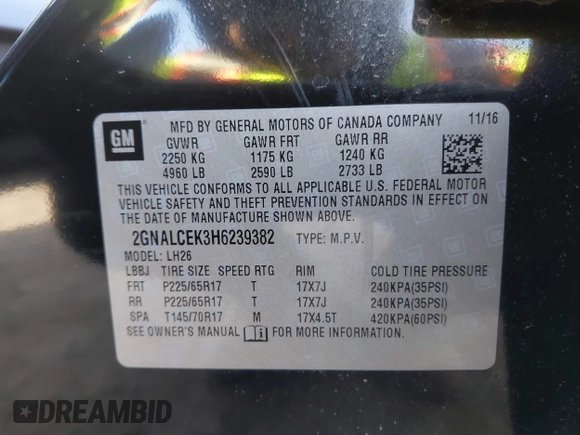 GM
MFD BY GENERAL MOTORS OF CANADA COMPANY 11/16
GVWR GAWR FRT GAWR RR
2250 KG 1175 KG 1240 KG
4960 LB 2590 LB 2733 LB
THIS VEHICLE CONFORMS TO ALL APPLICABLE U.S. FEDERAL MOTOR
VEHICLE SAFETY AND THEFT PREVENTION STANDARDS IN EFFECT ON
THE DATE OF MANUFACTURE SHOWN ABOVE.
2GNALCEK3H6239382 TYPE: M.P.V.
MODEL: LH26
LBBJ TIRE SIZE SPEED RTG RIM COLD TIRE PRESSURE
FRT P225/65R17 T 17X7J 240KPA(35PSI)
RR P225/65R17 T 17X7J 240KPA(35PSI)
SPA T145/70R17 M 17X4.5T 420KPA(60PSI)
SEE OWNER'S MANUAL FOR MORE INFORMATION.
DREAMBID